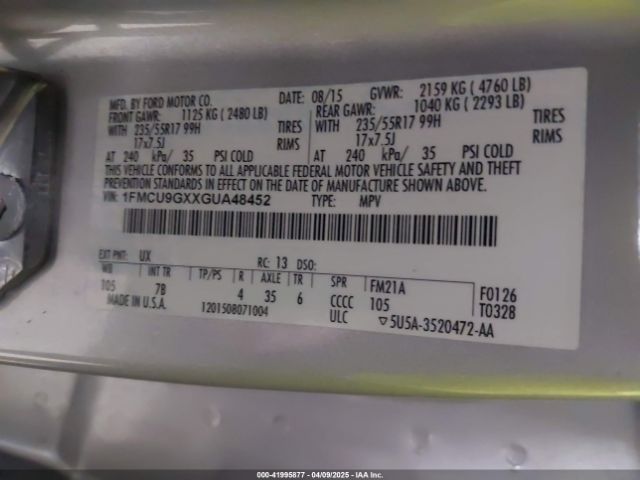 MFD. BY FORD MOTOR CO. DATE: 08/15 GVWR: 2159 KG ( 4760 LB)
FRONT GAWR: 1125 KG ( 2480 LB) REAR GAWR: 1040 KG ( 2293 LB)
WITH 235/55R17 99H TIRES WITH 235/55R17 99H TIRES
17x7.5J RIMS 17x7.5J RIMS
AT 240 kPa/ 35 PSI COLD AT 240 kPa/ 35 PSI COLD
THIS VEHICLE CONFORMS TO ALL APPLICABLE FEDERAL MOTOR VEHICLE SAFETY AND THEFT
PREVENTION STANDARDS IN EFFECT ON THE DATE OF MANUFACTURE SHOWN ABOVE.
VIN: 1FMCU9GXXGUA48452 TYPE: MPV
EXT PNT: UX RC: 13 DSO:
WB INT TR TP/PS R AXLE TR SPR FM21A F0126
105 7B 4 35 6 CCCC 105 T0328
MADE IN U.S.A. 1201508071004 ULC ▽5U5A-3520472-AA
000-41995877 - 04/09/2025 - IAA Inc.